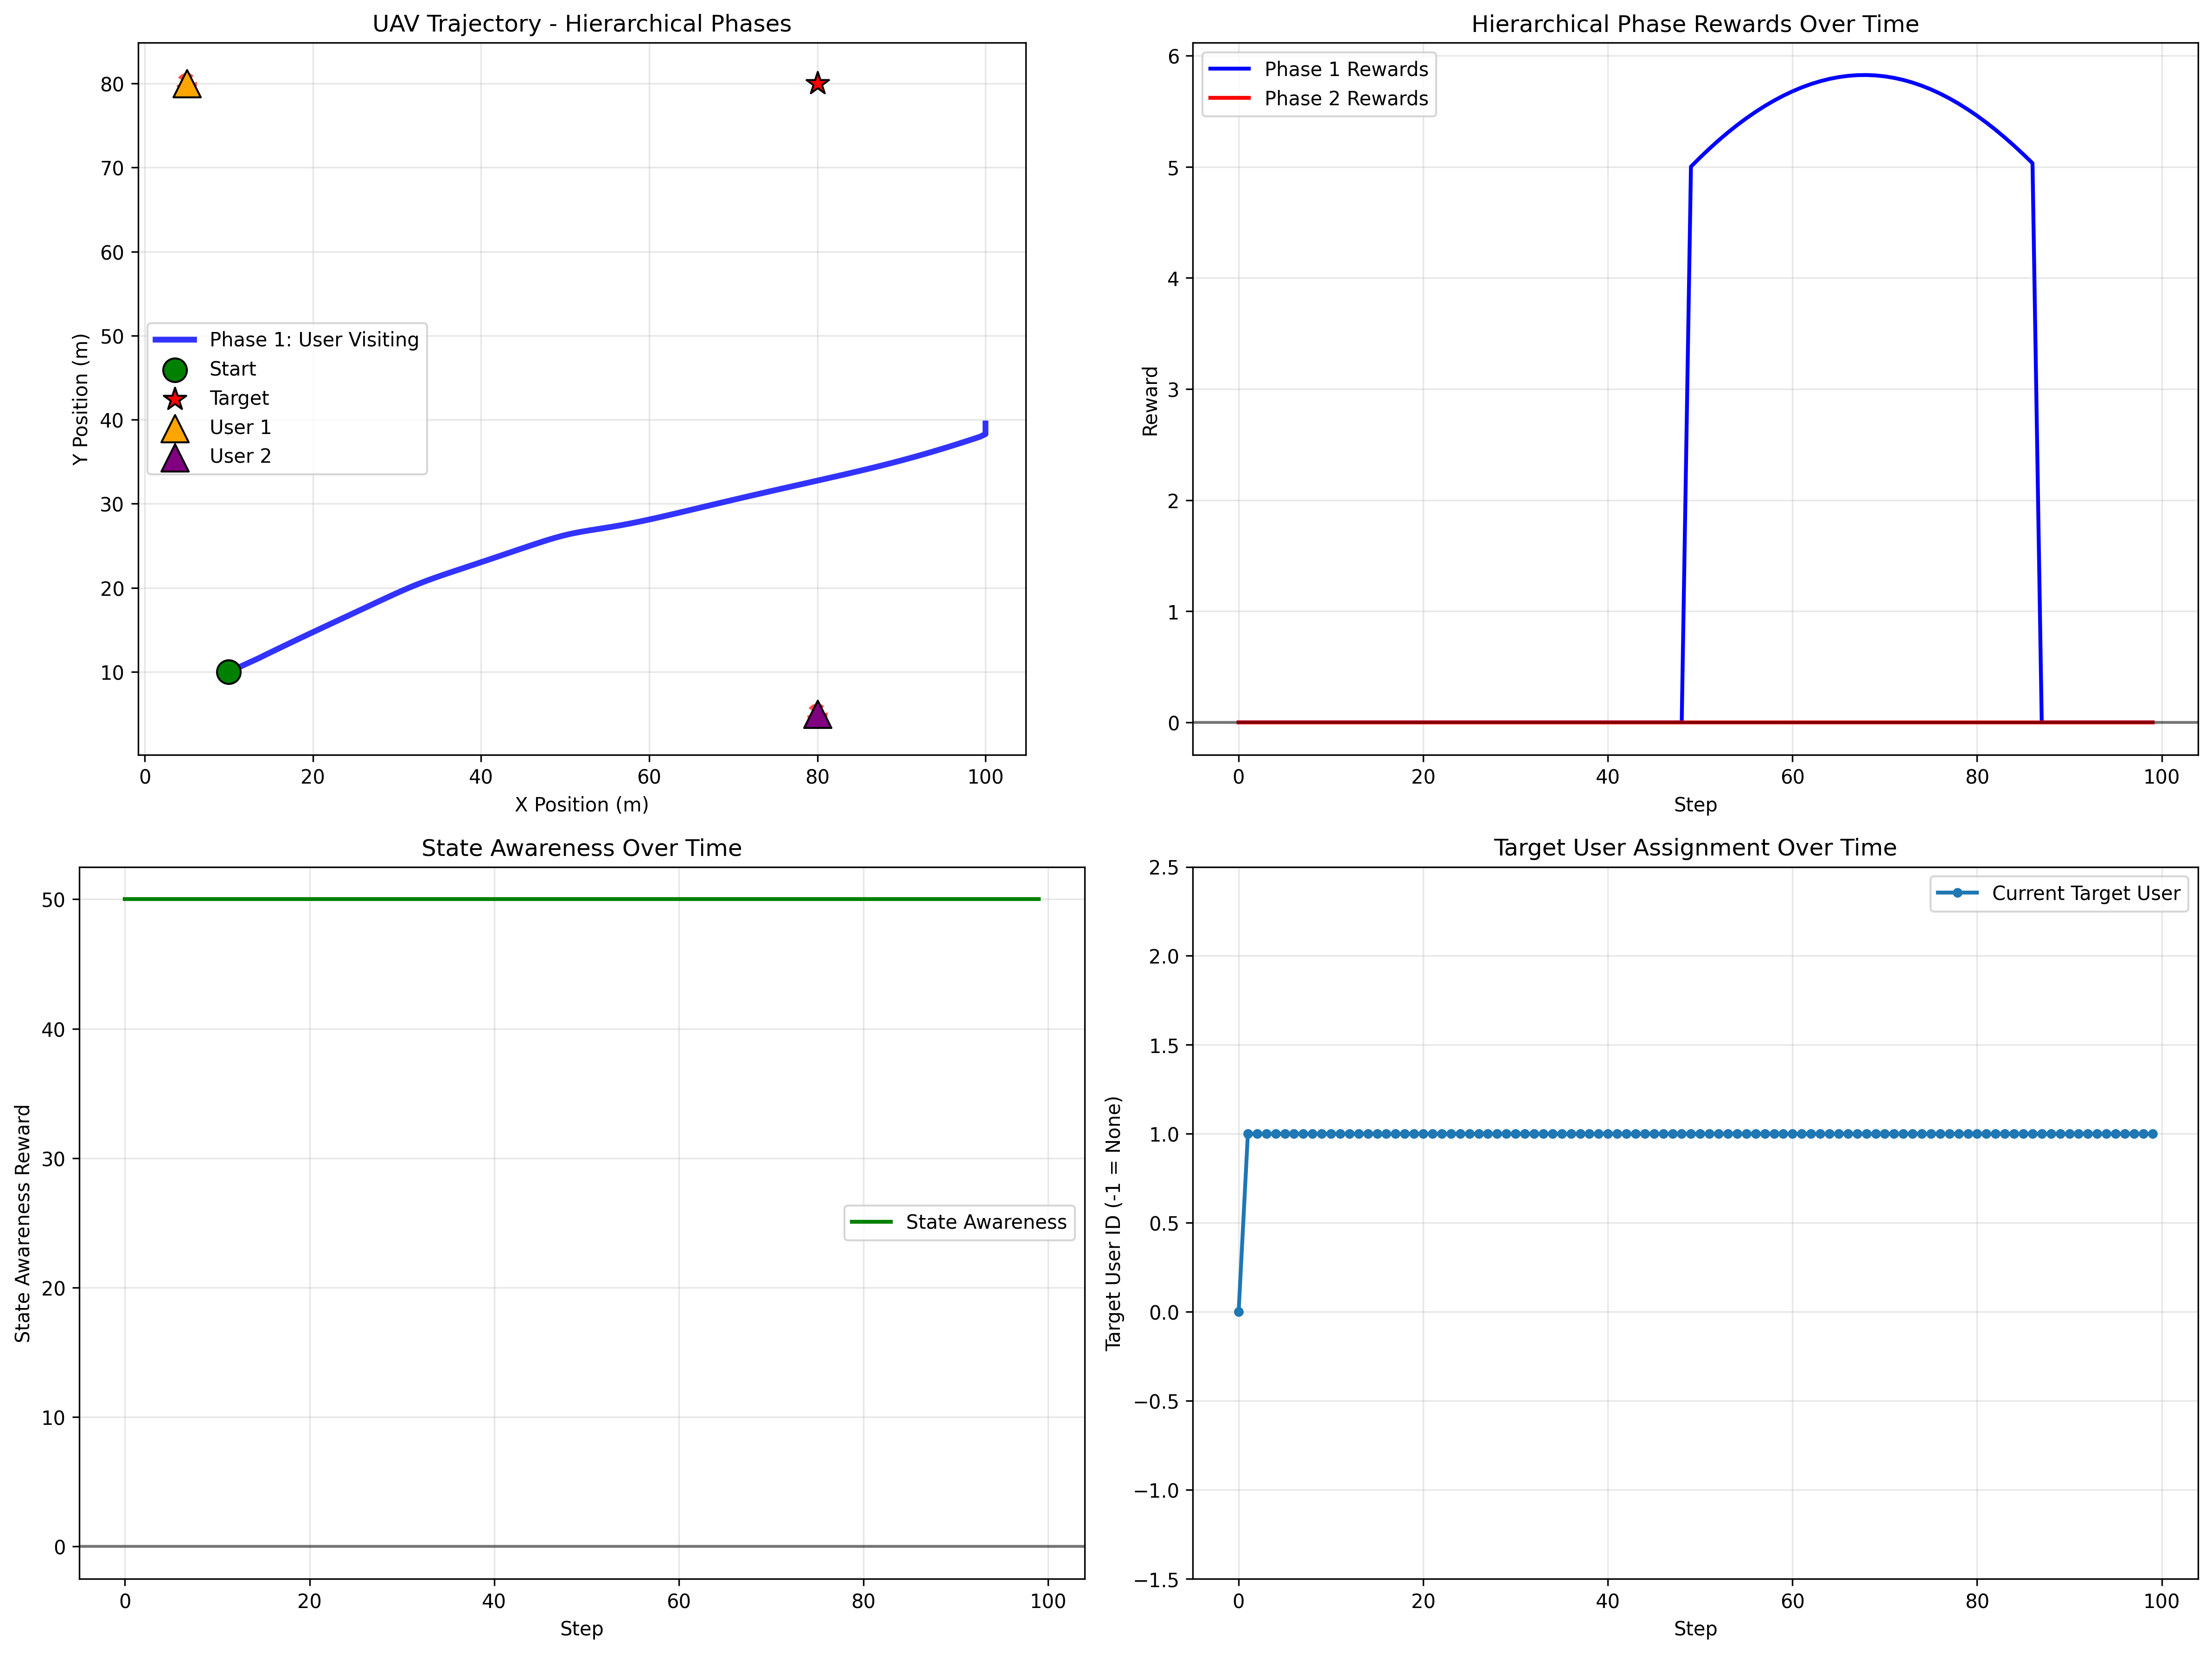 UAV Trajectory - Hierarchical Phases
80
70
60
50
40
30
20
10
Y Position (m)
Phase 1: User Visiting
Start
Target
User 1
User 2
0
20
40
60
80
100
X Position (m)
Hierarchical Phase Rewards Over Time
6
5
4
3
2
1
0
Reward
Phase 1 Rewards
Phase 2 Rewards
0
20
40
60
80
100
Step
State Awareness Over Time
50
40
30
20
10
0
State Awareness Reward
State Awareness
0
20
40
60
80
100
Step
Target User Assignment Over Time
2.5
2.0
1.5
1.0
0.5
0.0
−0.5
−1.0
−1.5
Target User ID (-1 = None)
Current Target User
0
20
40
60
80
100
Step